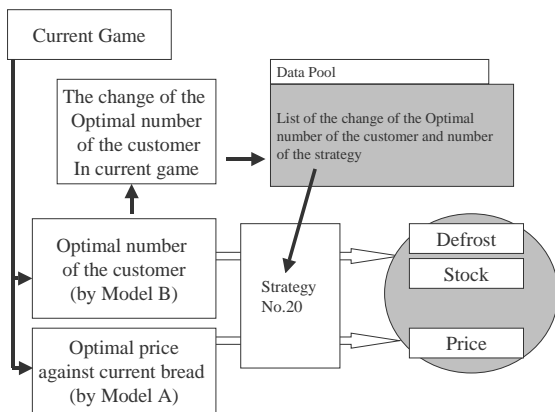 Current Game
The change of the
Optimal number
of the customer
In current game
Data Pool
List of the change of the Optimal
number of the customer and number
of the strategy
Optimal number
of the customer
(by Model B)
Strategy
No.20
Defrost
Stock
Price
Optimal price
against current bread
(by Model A)